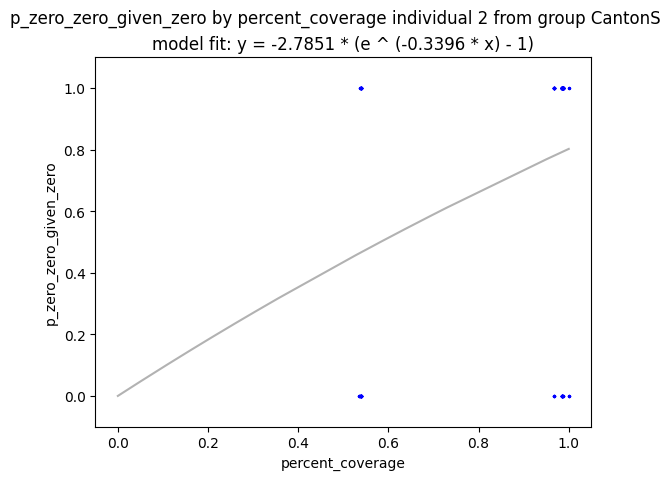 p_zero_zero_given_zero by percent_coverage individual 2 from group CantonS
model fit: y = -2.7851 * (e ^ (-0.3396 * x) - 1)
1.0
0.8
0.6
0.4
0.2
0.0
p_zero_zero_given_zero
0.0 0.2 0.4 0.6 0.8 1.0
percent_coverage